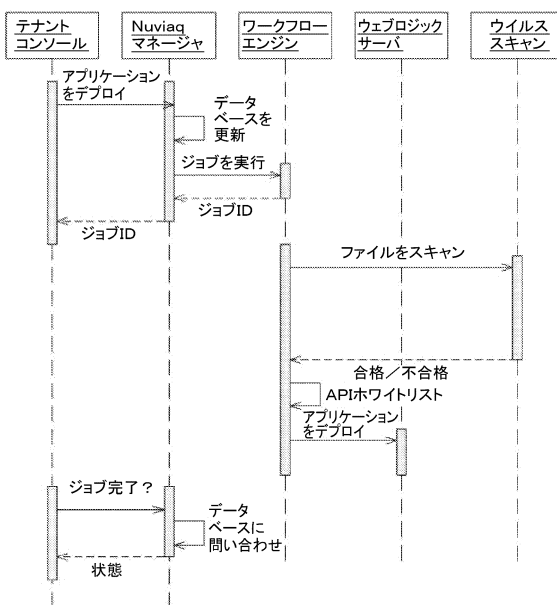 テナント
コンソール
Nuviaq
マネージャ
ワークフロー
エンジン
ウェブロジック
サーバ
ウイルス
スキャン
アプリケーション
をデプロイ
データ
ベースを
更新
ジョブを実行
ジョブID
ジョブID
ファイルをスキャン
合格／不合格
APIホワイトリスト
アプリケーション
をデプロイ
ジョブ完了？
データ
ベースに
問い合わせ
状態